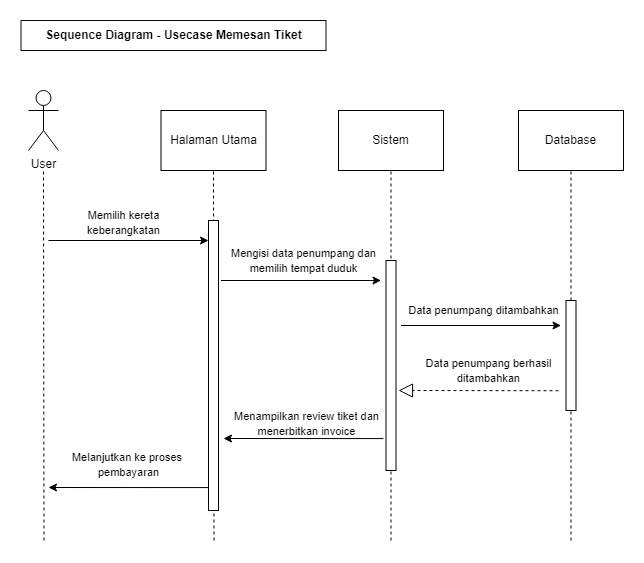 Sequence Diagram - Usecase Memesan Tiket
User
Halaman Utama
Sistem
Database
Memilih kereta
keberangkatan
Mengisi data penumpang dan
memilih tempat duduk
Data penumpang ditambahkan
Data penumpang berhasil
ditambahkan
Menampilkan review tiket dan
menerbitkan invoice
Melanjutkan ke proses
pembayaran